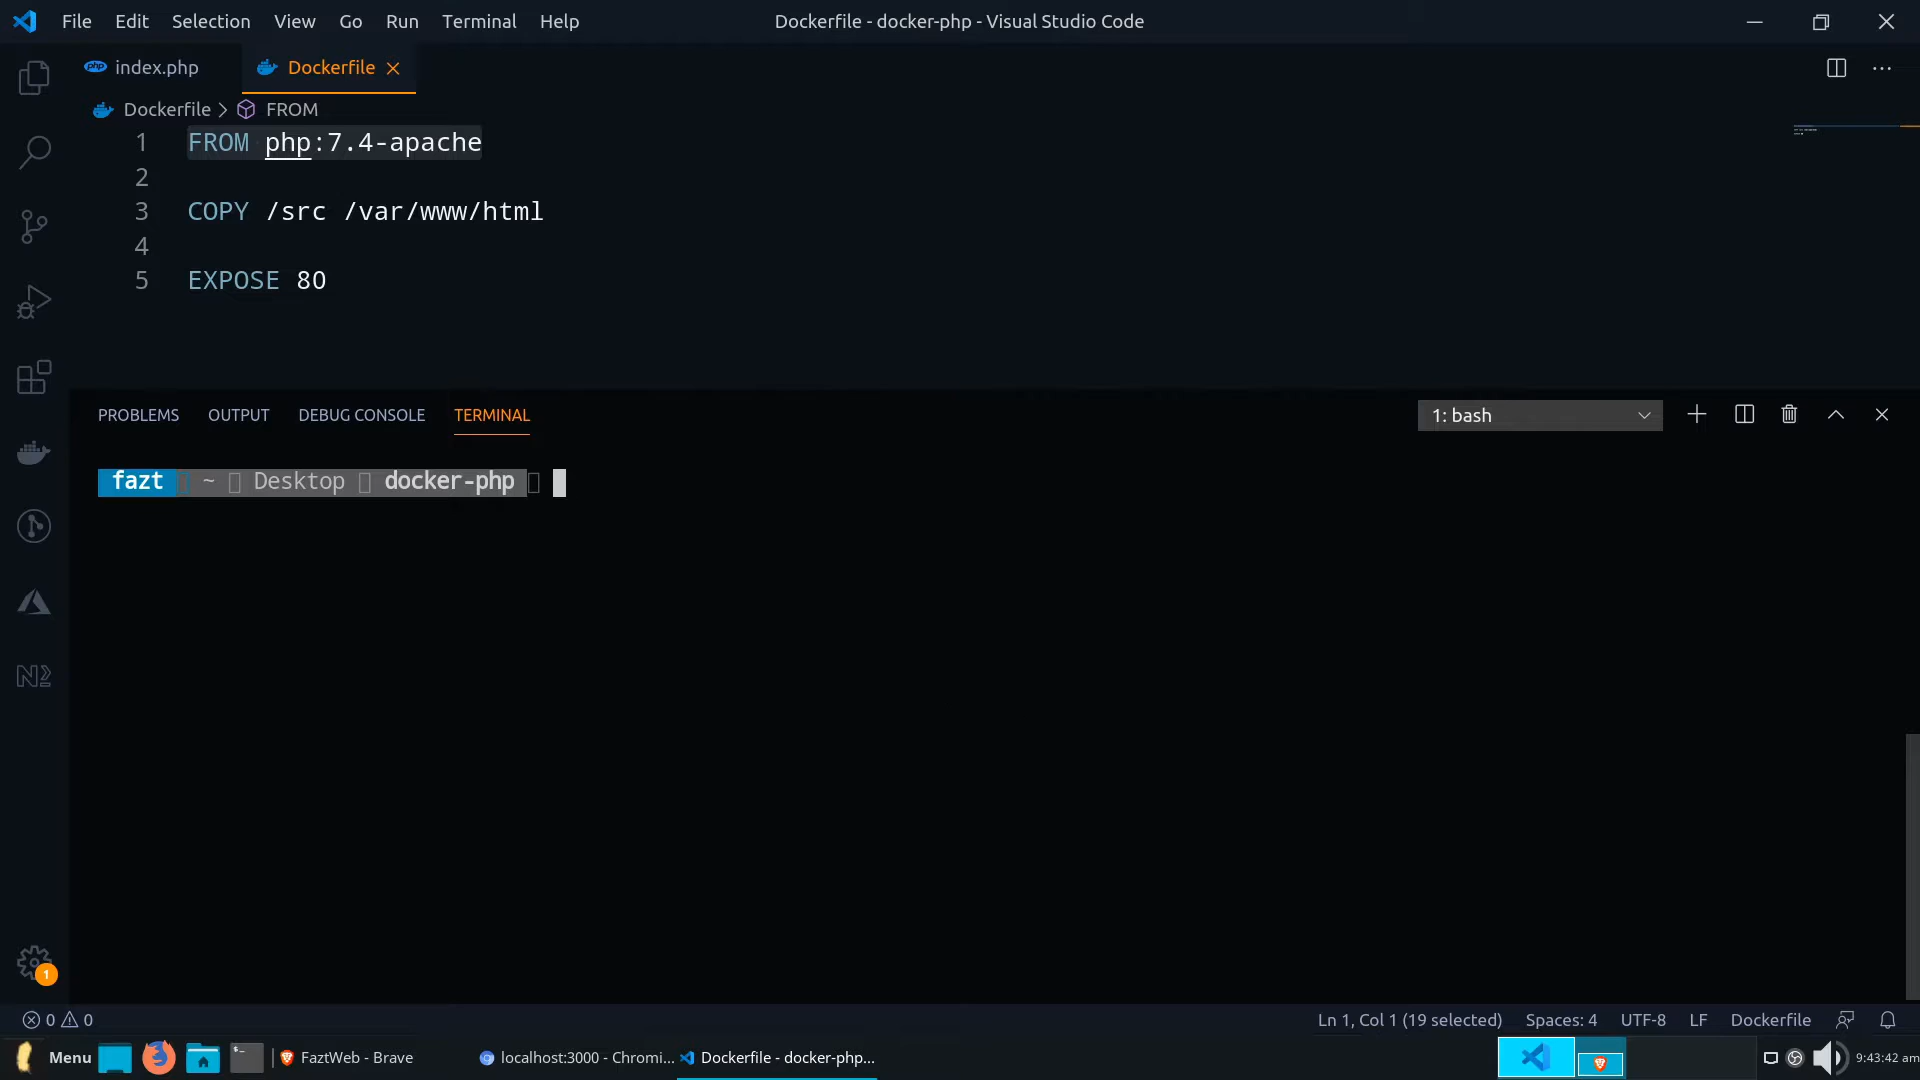 File Edit Selection View Go Run Terminal Help Dockerfile - docker-php - Visual Studio Code
php index.php Dockerfile
Dockerfile > FROM
1 FROM php:7.4-apache
2
3 COPY /src /var/www/html
4
5 EXPOSE 80
PROBLEMS OUTPUT DEBUG CONSOLE TERMINAL 1: bash
fazt ~ Desktop docker-php
1
0 0 Ln 1, Col 1 (19 selected) Spaces: 4 UTF-8 LF Dockerfile
Menu FaztWeb - Brave localhost:3000 - Chromi... Dockerfile - docker-php... 9:43:42 am